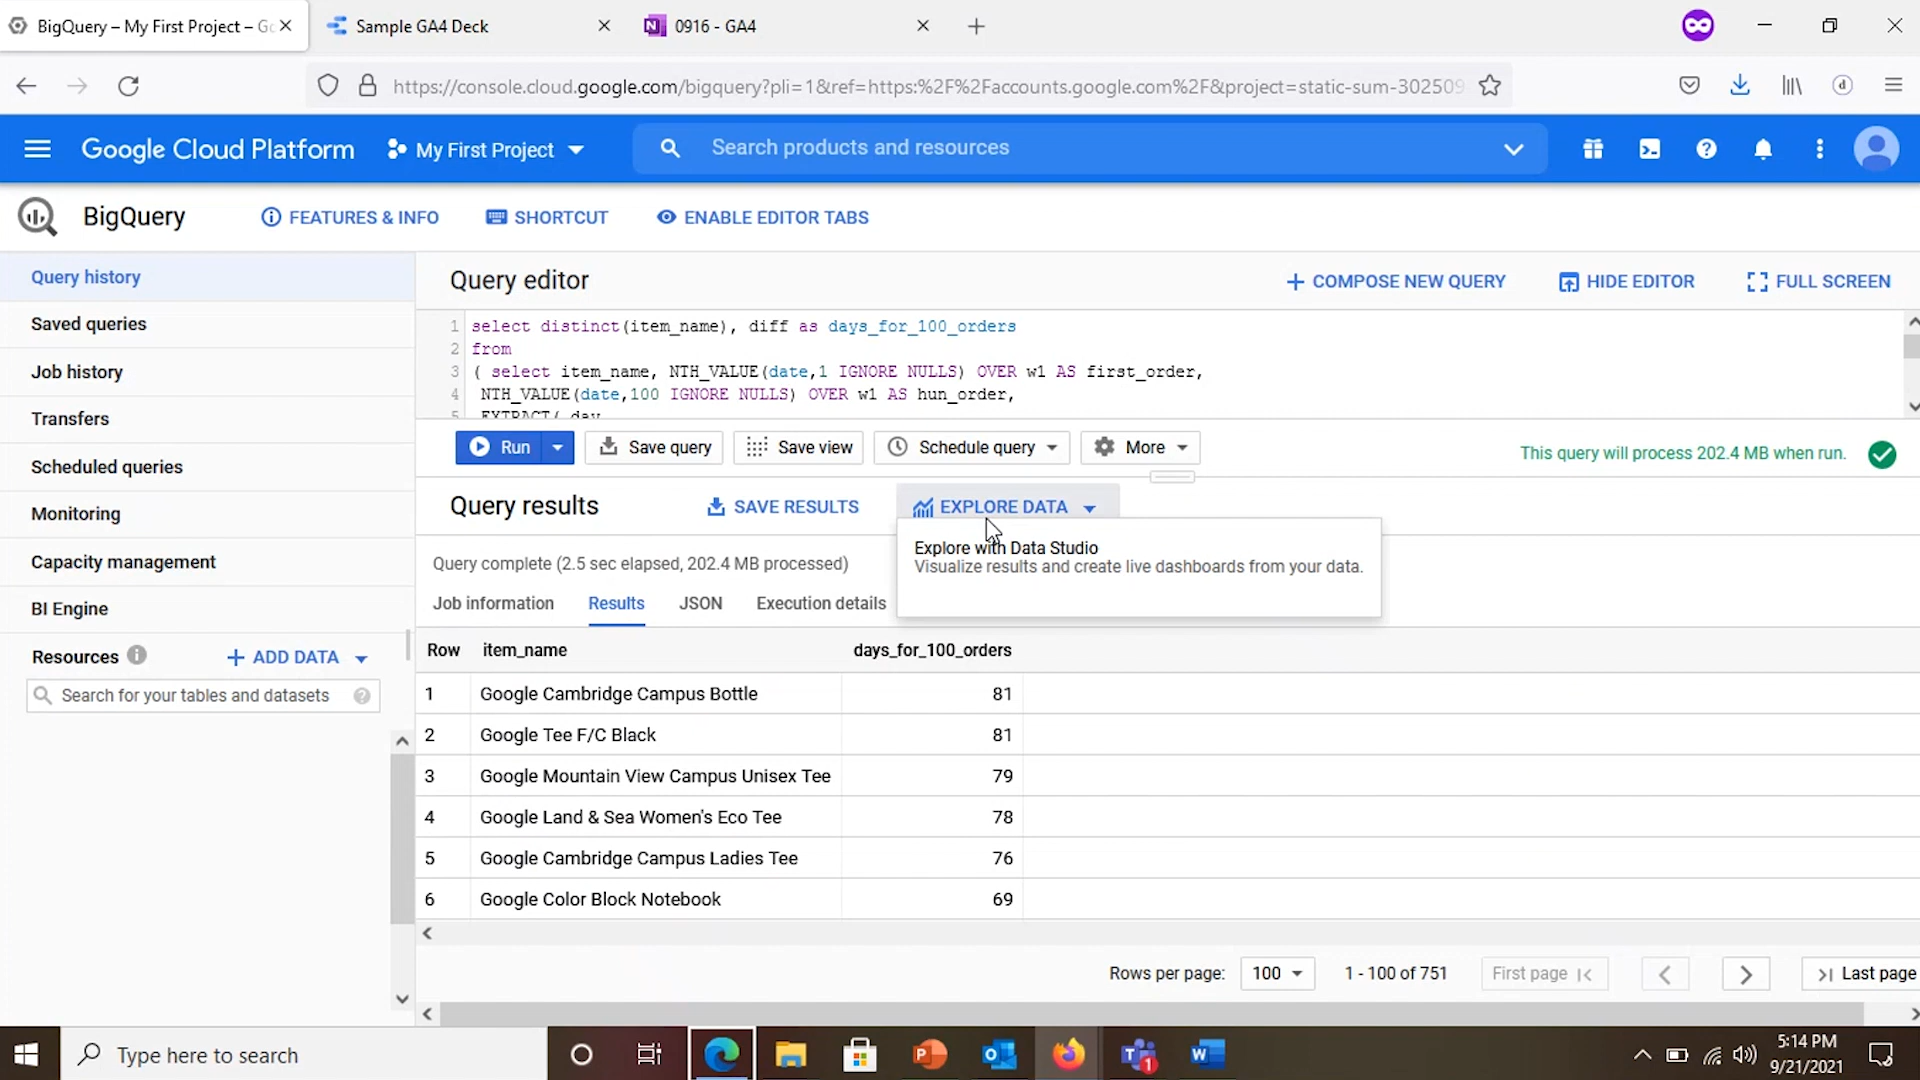 BigQuery – My First Project – Go
Sample GA4 Deck
0916 - GA4
https://console.cloud.google.com/bigquery?pli=1&ref=https:%2F%2Faccounts.google.com%2F&project=static-sum-302509
Google Cloud Platform
My First Project
Search products and resources
BigQuery
FEATURES & INFO
SHORTCUT
ENABLE EDITOR TABS
Query history
Saved queries
Job history
Transfers
Scheduled queries
Monitoring
Capacity management
BI Engine
Resources
+ ADD DATA
Search for your tables and datasets
Query editor
+ COMPOSE NEW QUERY
HIDE EDITOR
FULL SCREEN
1 select distinct(item_name), diff as days_for_100_orders
2 from
3 ( select item_name, NTH_VALUE(date,1 IGNORE NULLS) OVER w1 AS first_order,
4 NTH_VALUE(date,100 IGNORE NULLS) OVER w1 AS hun_order,
5 EXTRACT( day
Run
Save query
Save view
Schedule query
More
This query will process 202.4 MB when run.
Query results
SAVE RESULTS
EXPLORE DATA
Explore with Data Studio
Visualize results and create live dashboards from your data.
Query complete (2.5 sec elapsed, 202.4 MB processed)
Job information
Results
JSON
Execution details
Row item_name days_for_100_orders
1 Google Cambridge Campus Bottle 81
2 Google Tee F/C Black 81
3 Google Mountain View Campus Unisex Tee 79
4 Google Land & Sea Women's Eco Tee 78
5 Google Cambridge Campus Ladies Tee 76
6 Google Color Block Notebook 69
Rows per page: 100 1 - 100 of 751 First page Last page
Type here to search
5:14 PM
9/21/2021